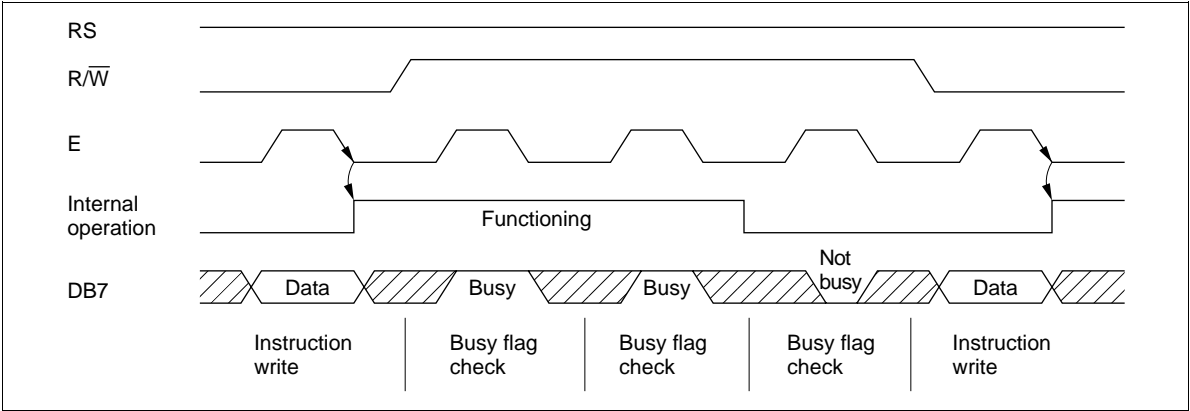 RS
R/W̅
E
Internal
operation
Functioning
DB7
Data
Busy
Busy
Not
busy
Data
Instruction
write
Busy flag
check
Busy flag
check
Busy flag
check
Instruction
write